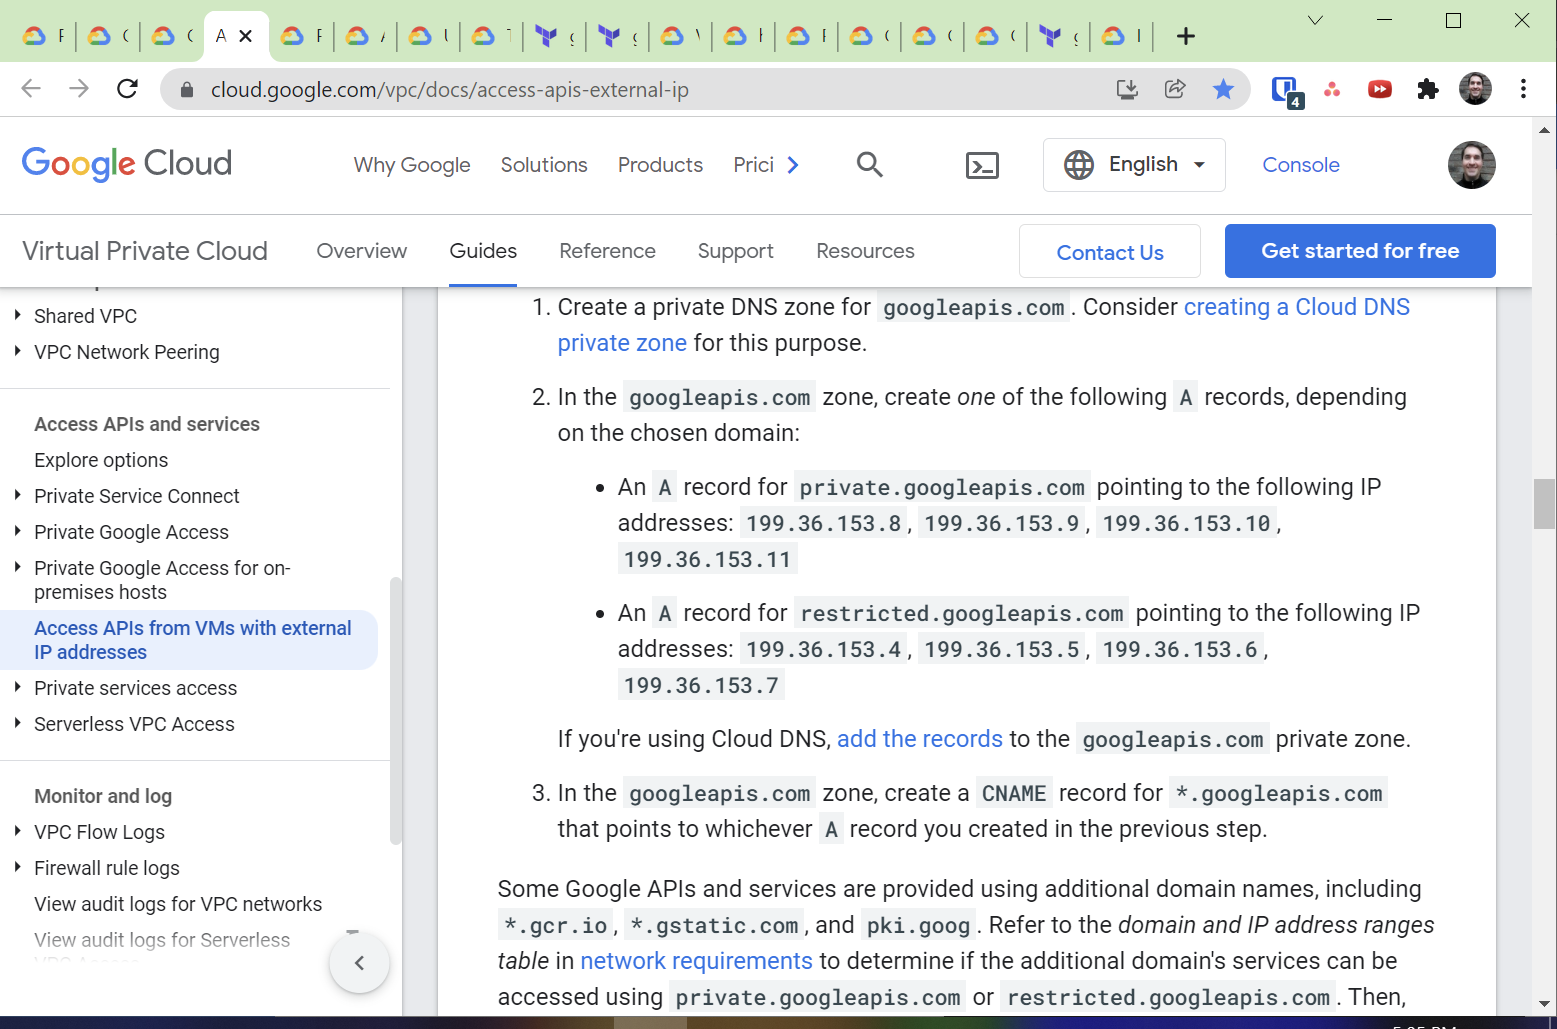 cloud.google.com/vpc/docs/access-apis-external-ip
4
Google Cloud
Why Google
Solutions
Products
Prici
English
Console
Virtual Private Cloud
Overview
Guides
Reference
Support
Resources
Contact Us
Get started for free
Shared VPC
VPC Network Peering
Access APIs and services
Explore options
Private Service Connect
Private Google Access
Private Google Access for on-
premises hosts
Access APIs from VMs with external
IP addresses
Private services access
Serverless VPC Access
Monitor and log
VPC Flow Logs
Firewall rule logs
View audit logs for VPC networks
View audit logs for Serverless
1. Create a private DNS zone for googleapis.com. Consider creating a Cloud DNS
private zone for this purpose.
2. In the googleapis.com zone, create one of the following A records, depending
on the chosen domain:
• An A record for private.googleapis.com pointing to the following IP
addresses: 199.36.153.8, 199.36.153.9, 199.36.153.10,
199.36.153.11
• An A record for restricted.googleapis.com pointing to the following IP
addresses: 199.36.153.4, 199.36.153.5, 199.36.153.6,
199.36.153.7
If you're using Cloud DNS, add the records to the googleapis.com private zone.
3. In the googleapis.com zone, create a CNAME record for *.googleapis.com
that points to whichever A record you created in the previous step.
Some Google APIs and services are provided using additional domain names, including
*.gcr.io, *.gstatic.com, and pki.goog. Refer to the domain and IP address ranges
table in network requirements to determine if the additional domain's services can be
accessed using private.googleapis.com or restricted.googleapis.com. Then,